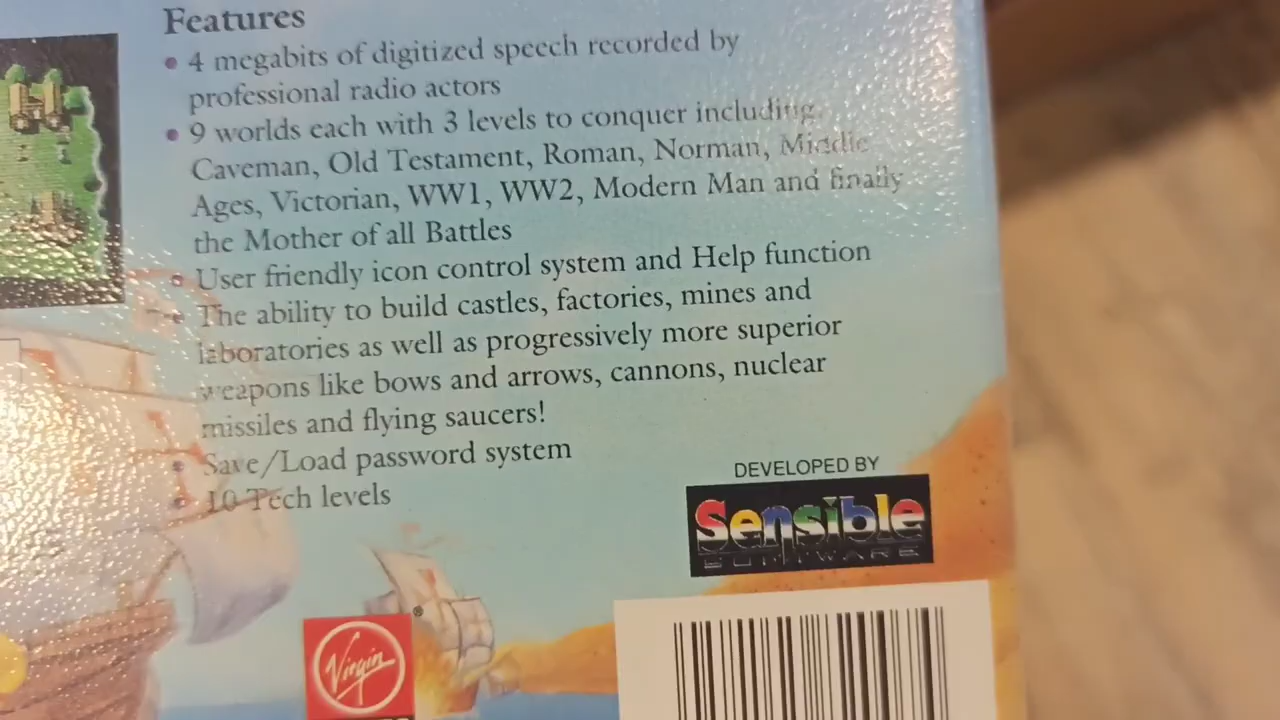 Features
• 4 megabits of digitized speech recorded by
professional radio actors
• 9 worlds each with 3 levels to conquer including
Caveman, Old Testament, Roman, Norman, Middle
Ages, Victorian, WW1, WW2, Modern Man and finally
the Mother of all Battles
• User friendly icon control system and Help function
• The ability to build castles, factories, mines and
laboratories as well as progressively more superior
weapons like bows and arrows, cannons, nuclear
missiles and flying saucers!
• Save/Load password system
• 10 Tech levels
DEVELOPED BY
Sensible
SOFTWARE
Virgin
®